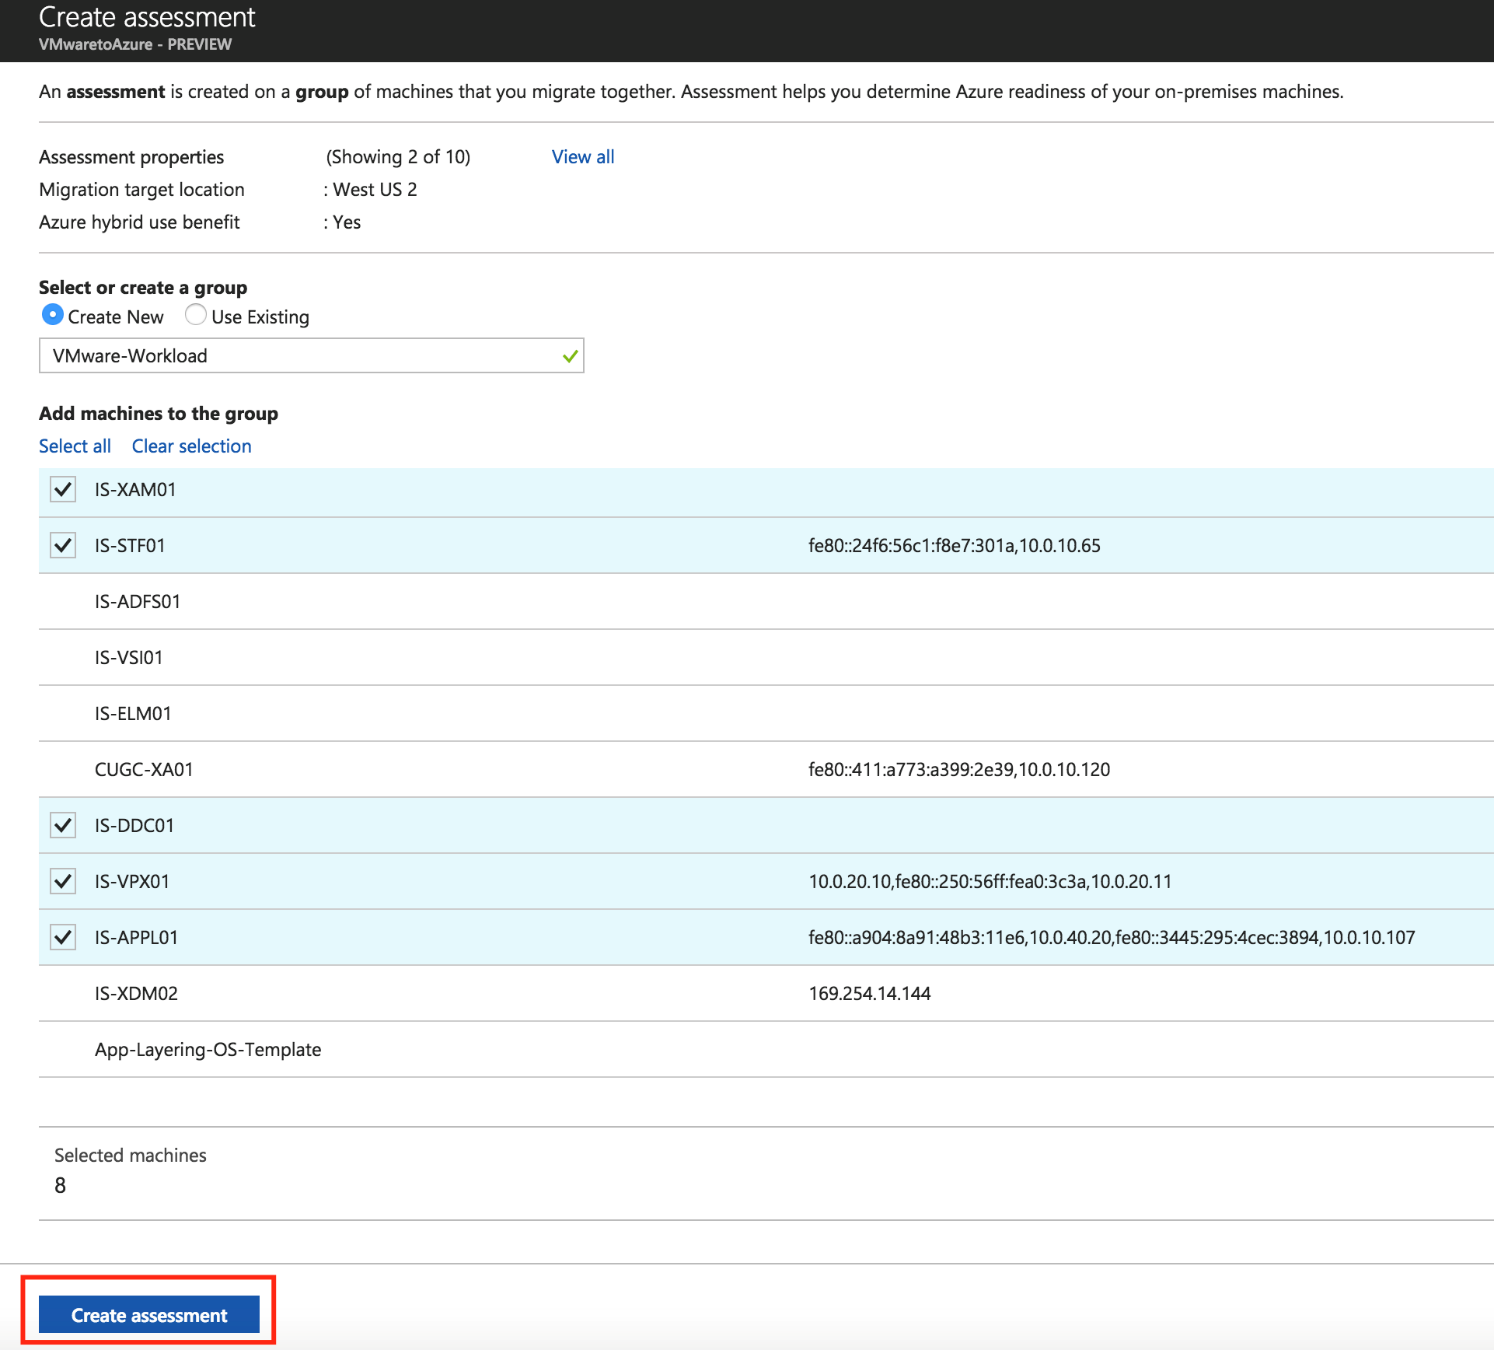 Create assessment
VMwaretoAzure - PREVIEW
An assessment is created on a group of machines that you migrate together. Assessment helps you determine Azure readiness of your on-premises machines.
Assessment properties (Showing 2 of 10) View all
Migration target location : West US 2
Azure hybrid use benefit : Yes
Select or create a group
Create New Use Existing
VMware-Workload
Add machines to the group
Select all Clear selection
IS-XAM01
IS-STF01 fe80::24f6:56c1:f8e7:301a,10.0.10.65
IS-ADFS01
IS-VSI01
IS-ELM01
CUGC-XA01 fe80::411:a773:a399:2e39,10.0.10.120
IS-DDC01
IS-VPX01 10.0.20.10,fe80::250:56ff:fea0:3c3a,10.0.20.11
IS-APPL01 fe80::a904:8a91:48b3:11e6,10.0.40.20,fe80::3445:295:4cec:3894,10.0.10.107
IS-XDM02 169.254.14.144
App-Layering-OS-Template
Selected machines
8
Create assessment